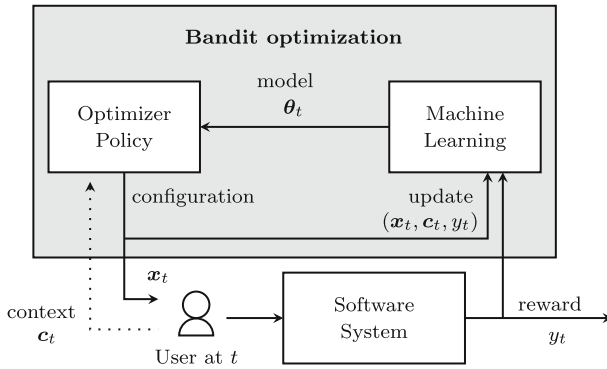 Bandit optimization
model
θt
Optimizer
Policy
Machine
Learning
configuration
update
(xt, ct, yt)
xt
context
ct
User at t
Software
System
reward
yt